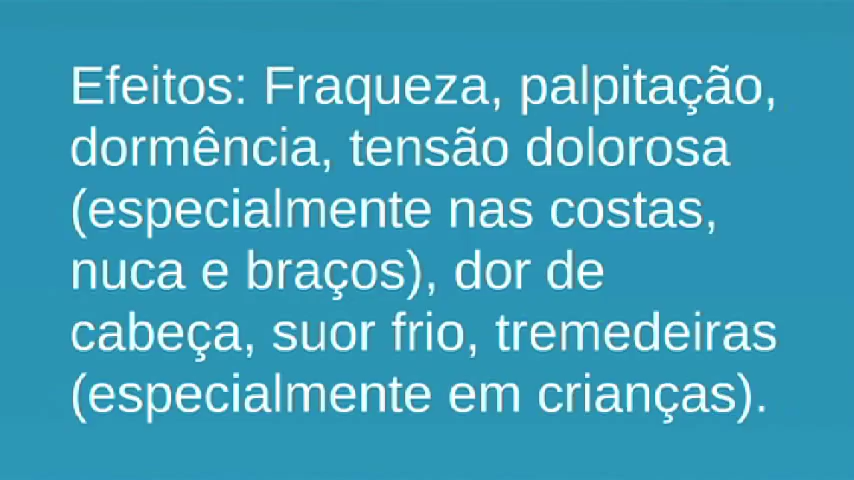 Efeitos: Fraqueza, palpitação,
dormência, tensão dolorosa
(especialmente nas costas,
nuca e braços), dor de
cabeça, suor frio, tremedeiras
(especialmente em crianças).